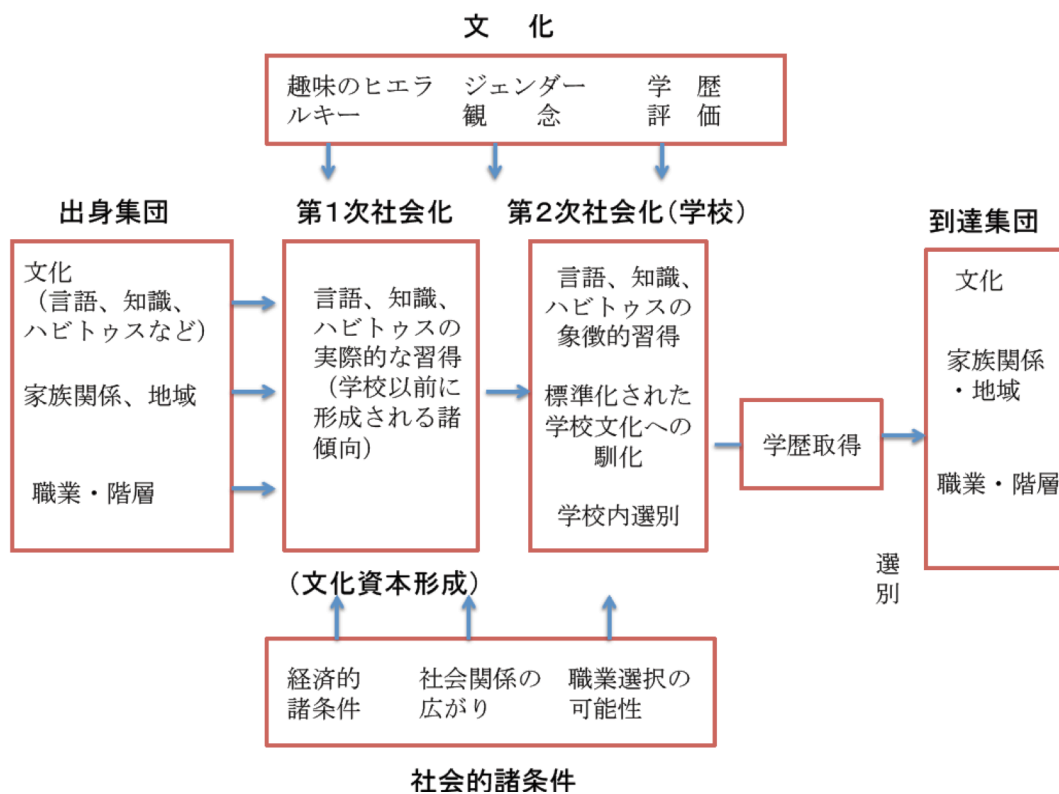 文 化
趣味のヒエラ
ルキー
ジェンダー
観 念
学 歴
評 価
出身集団
文化
(言語、知識、
ハビトゥスなど)
家族関係、地域
職業・階層
第1次社会化
言語、知識、
ハビトゥスの
実際的な習得
(学校以前に
形成される諸
傾向)
(文化資本形成)
第2次社会化(学校)
言語、知識、
ハビトゥスの
象徴的習得
標準化された
学校文化への
馴化
学校内選別
学歴取得
選
別
到達集団
文化
家族関係
・地域
職業・階層
経済的
諸条件
社会関係の
広がり
職業選択の
可能性
社会的諸条件